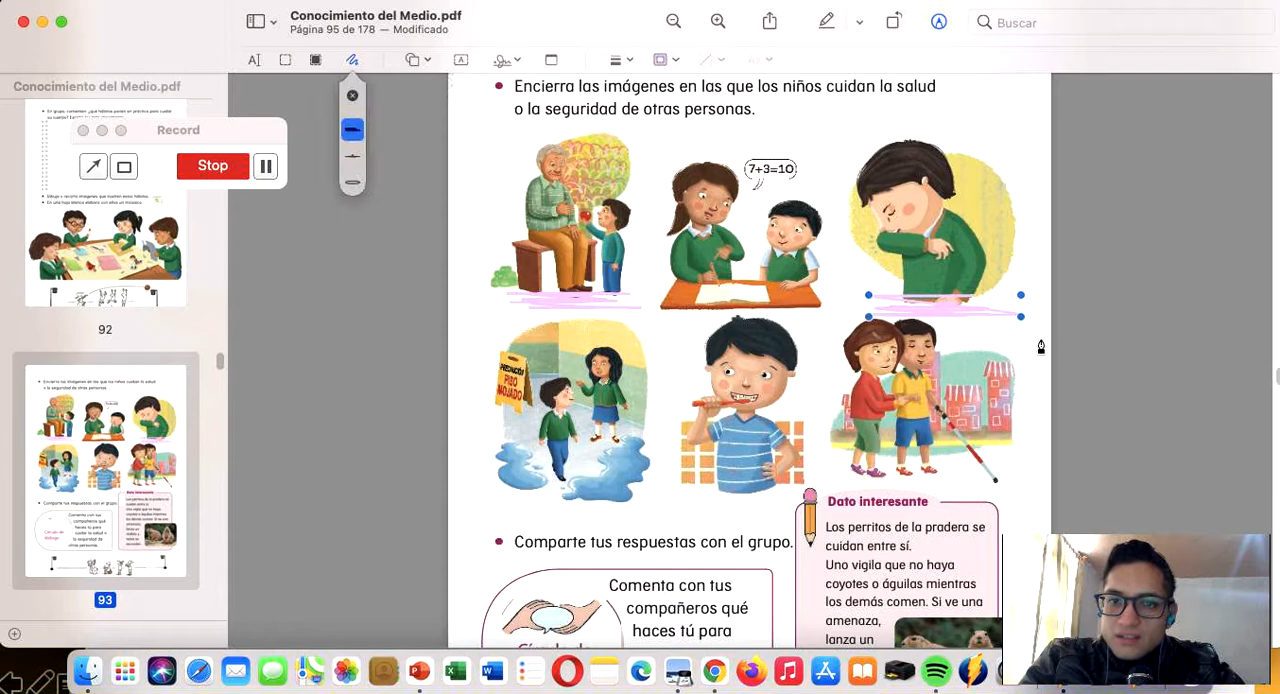 Conocimiento del Medio.pdf
Página 95 de 178 — Modificado
Buscar
Conocimiento del Medio.pdf
Record
Stop
92
93
Encierra las imágenes en las que los niños cuidan la salud
o la seguridad de otras personas.
7+3=10
PRECAUCIÓN
PISO
MOJADO
Comparte tus respuestas con el grupo.
Comenta con tus
compañeros qué
haces tú para
Dato interesante
Los perritos de la pradera se
cuidan entre sí.
Uno vigila que no haya
coyotes o águilas mientras
los demás comen. Si ve una
amenaza,
lanza un